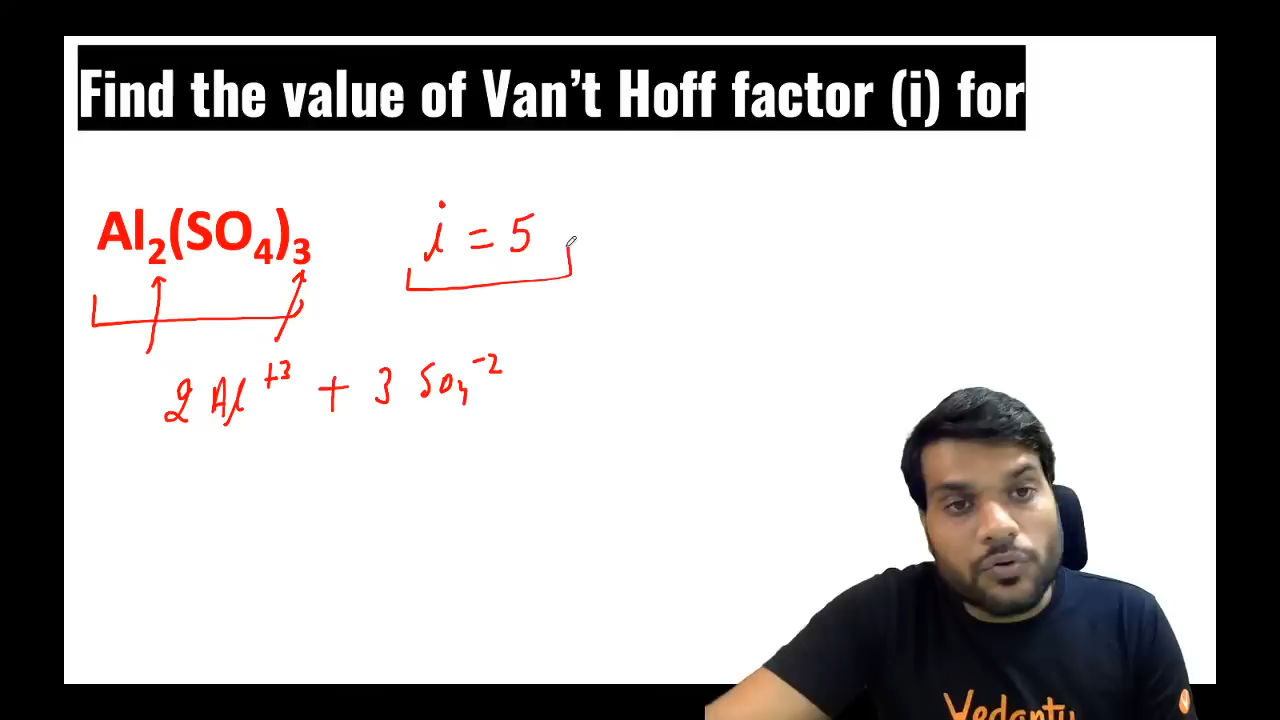 Find the value of Van't Hoff factor (i) for
Al₂(SO₄)₃
i = 5
2 Al⁺³ + 3 SO₄⁻²
Vedantu